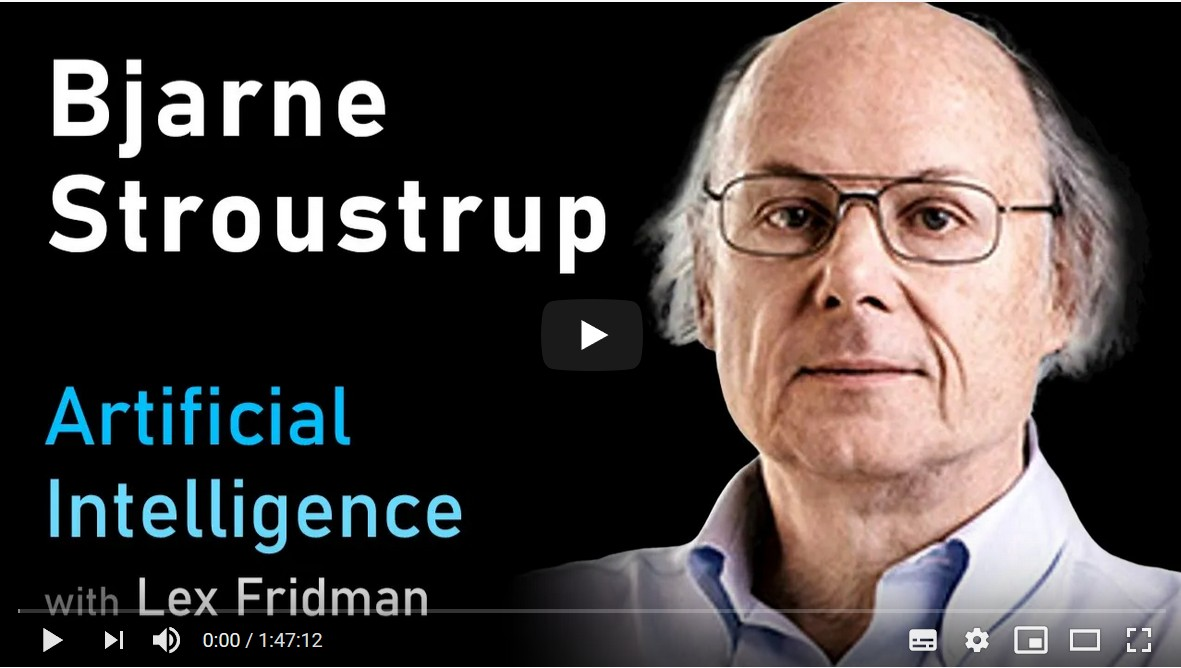 Bjarne
Stroustrup
Artificial
Intelligence
with Lex Fridman
0:00 / 1:47:12